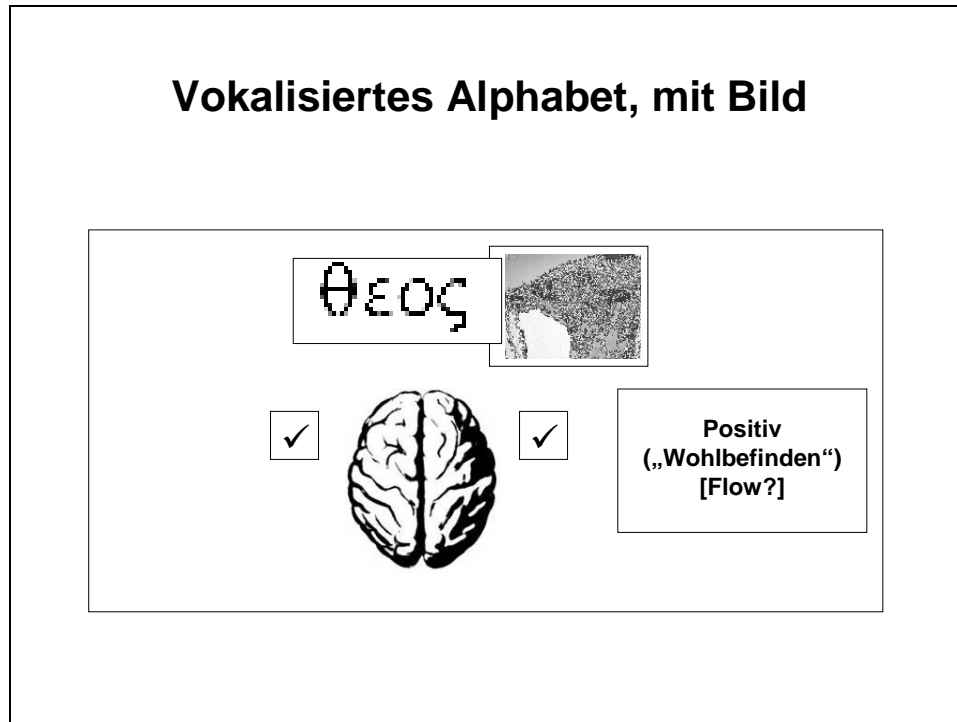 Vokalisiertes Alphabet, mit Bild
θεος
Positiv
(„Wohlbefinden“)
[Flow?]